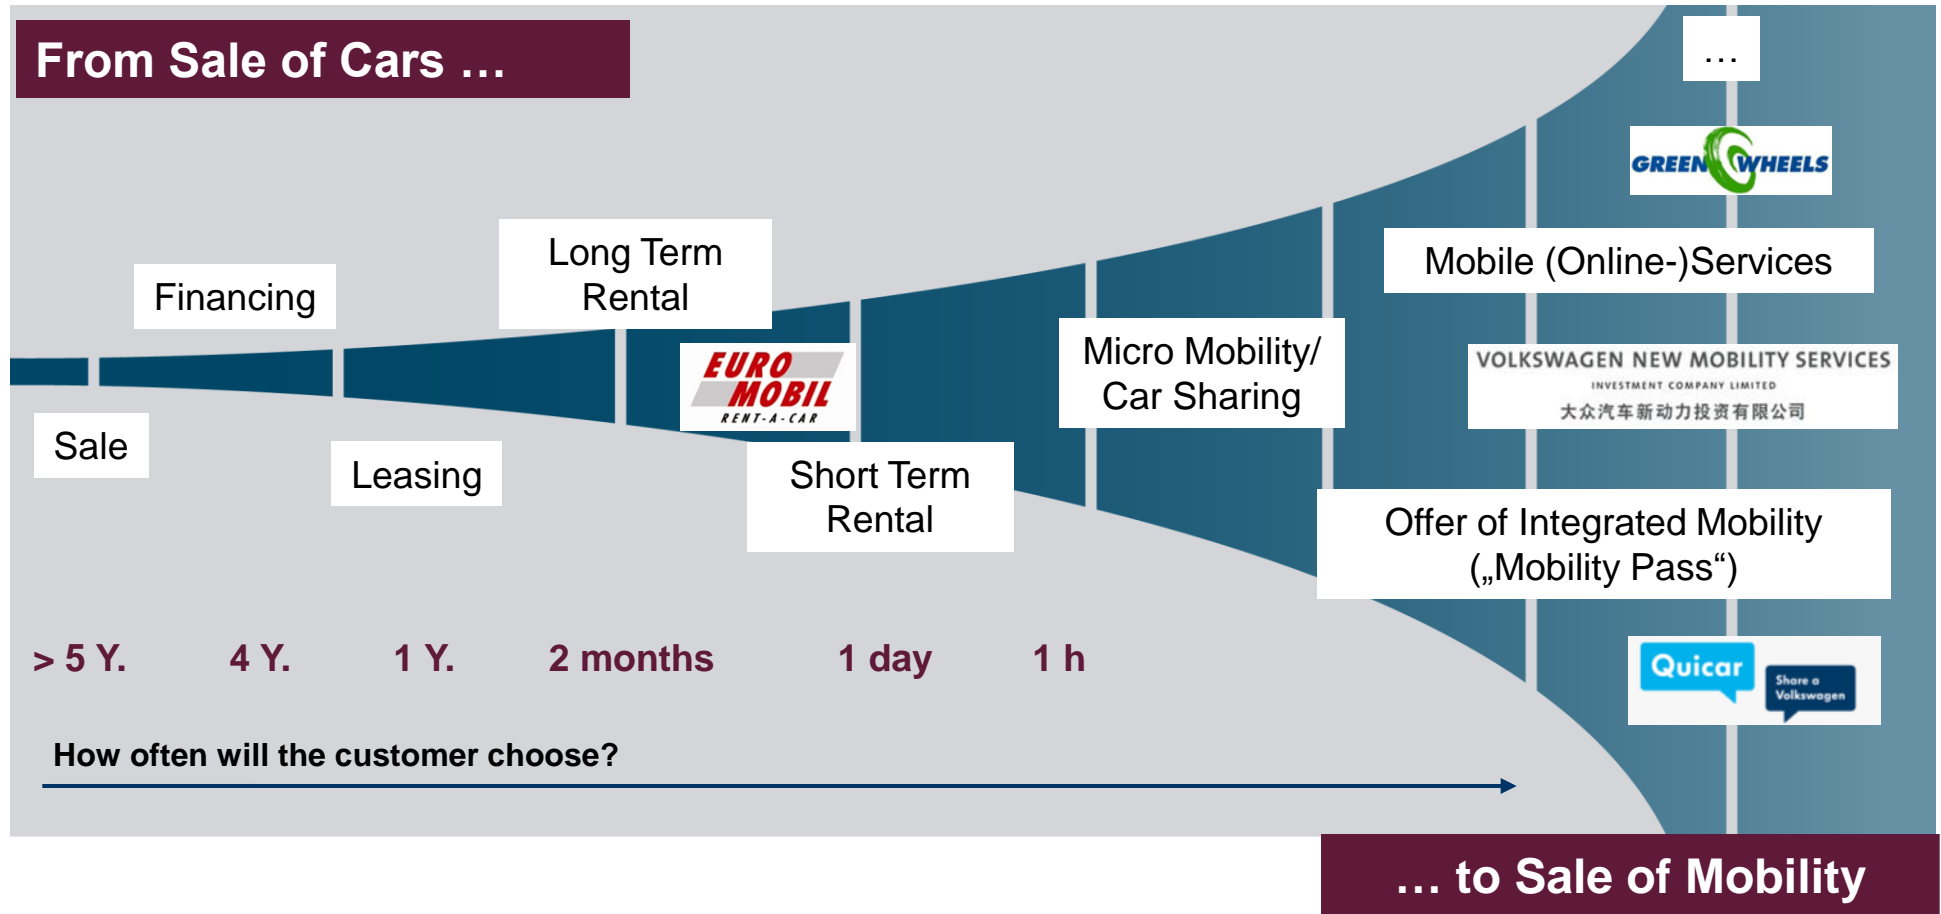 From Sale of Cars …
…
GREEN WHEELS
Long Term
Rental
Mobile (Online-)Services
Financing
EURO
MOBIL
RENT-A-CAR
Micro Mobility/
Car Sharing
VOLKSWAGEN NEW MOBILITY SERVICES
INVESTMENT COMPANY LIMITED
大众汽车新动力投资有限公司
Sale
Leasing
Short Term
Rental
Offer of Integrated Mobility
(„Mobility Pass“)
> 5 Y. 4 Y. 1 Y. 2 months 1 day 1 h
Quicar
Share a
Volkswagen
How often will the customer choose?
… to Sale of Mobility